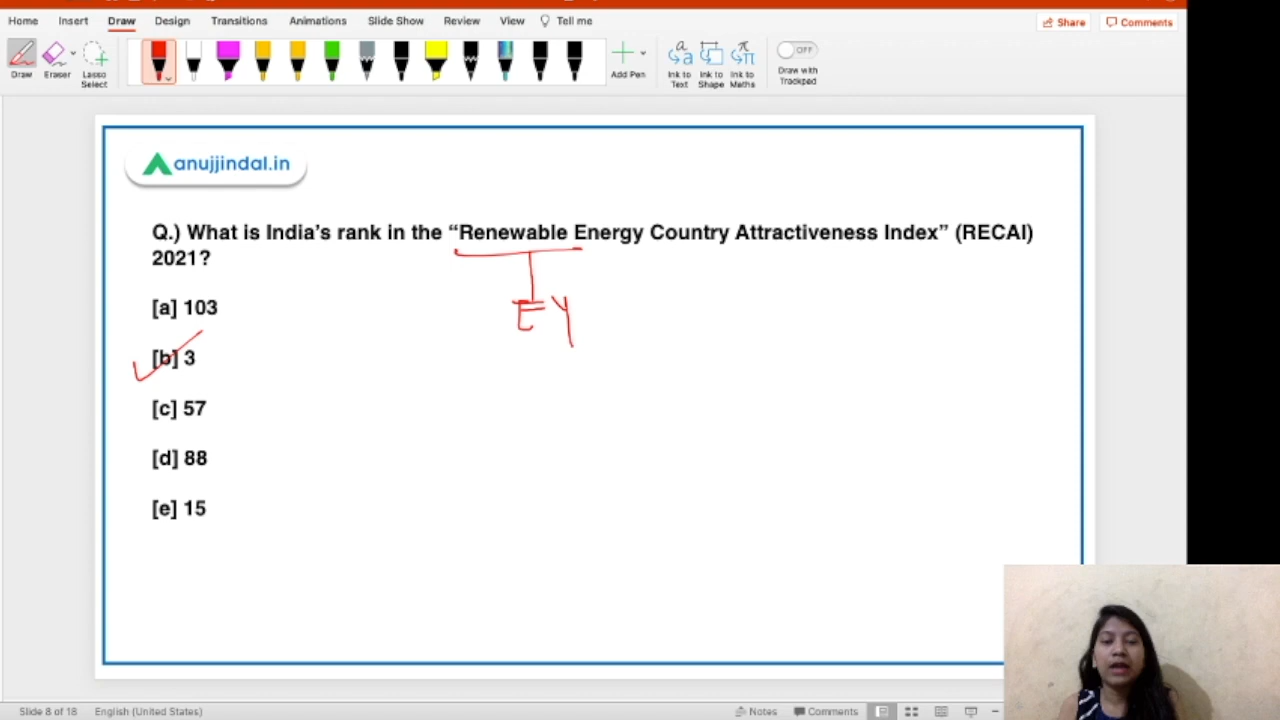 Home Insert Draw Design Transitions Animations Slide Show Review View Tell me Share Comments
Draw Eraser Lasso Select Add Pen Ink to Text Ink to Shape Ink to Maths OFF Draw with Trackpad
anujjindal.in
Q.) What is India’s rank in the “Renewable Energy Country Attractiveness Index” (RECAI)
2021?
EY
[a] 103
[b] 3
[c] 57
[d] 88
[e] 15
Slide 8 of 18 English (United States) Notes Comments